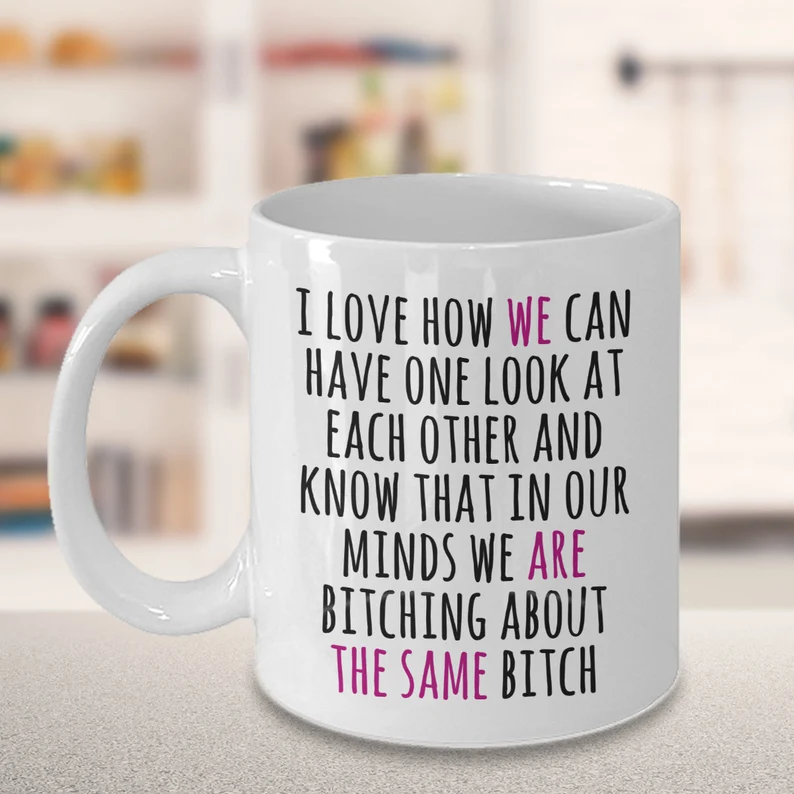 I LOVE HOW WE CAN
HAVE ONE LOOK AT
EACH OTHER AND
KNOW THAT IN OUR
MINDS WE ARE
BITCHING ABOUT
THE SAME BITCH